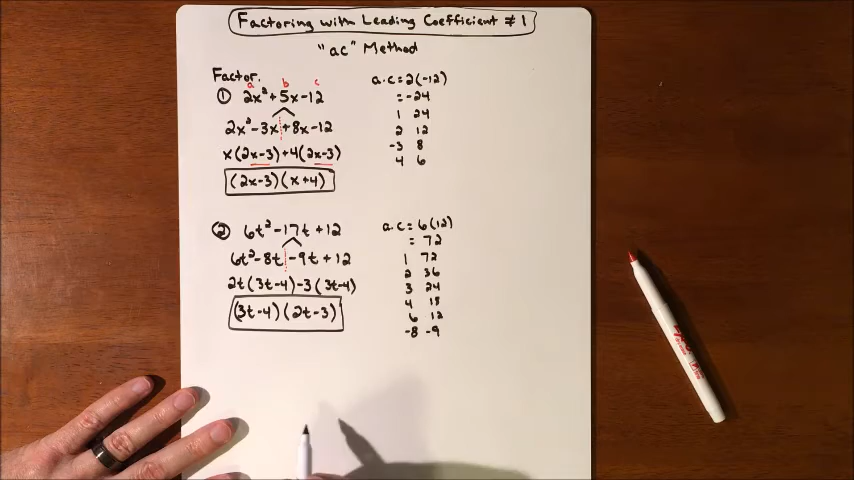 Factoring with Leading Coefficient ≠ 1
"ac" Method
Factor.
a b c
① 2x² + 5x - 12
2x² - 3x + 8x - 12
x(2x-3) + 4(2x-3)
(2x-3)(x+4)
a·c = 2(-12)
= -24
1 24
2 12
-3 8
4 6
② 6t² - 17t + 12
6t² - 8t - 9t + 12
2t(3t-4) - 3(3t-4)
(3t-4)(2t-3)
a·c = 6(12)
= 72
1 72
2 36
3 24
4 18
6 12
-8 -9